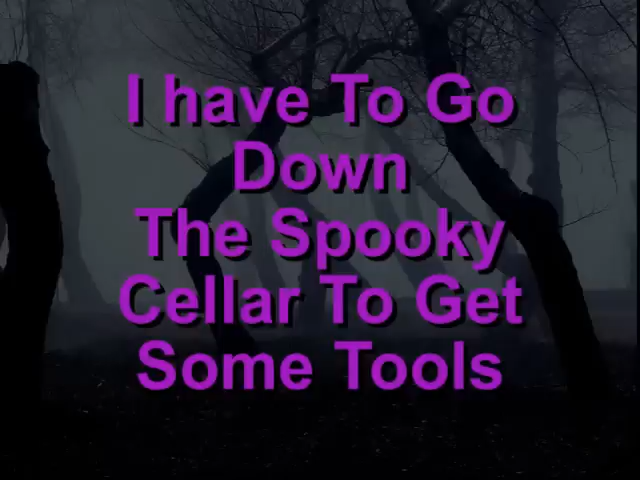 I have To Go
Down
The Spooky
Cellar To Get
Some Tools